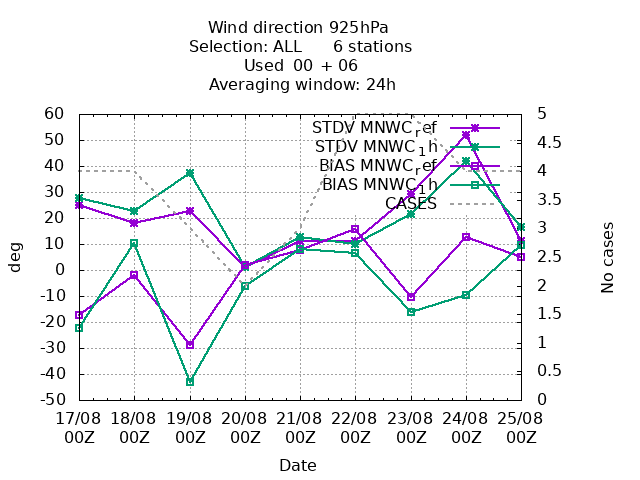 Wind direction 925hPa
Selection: ALL 6 stations
Used 00 + 06
Averaging window: 24h
60 5
50 4.5
40 4
30 3.5
20 3
10 2.5
0 2
-10 1.5
-20 1
-30 0.5
-40 0
-50
deg
No cases
STDV MNWC_ref
STDV MNWC_1h
BIAS MNWC_ref
BIAS MNWC_1h
CASES
17/08 18/08 19/08 20/08 21/08 22/08 23/08 24/08 25/08
00Z 00Z 00Z 00Z 00Z 00Z 00Z 00Z 00Z
Date